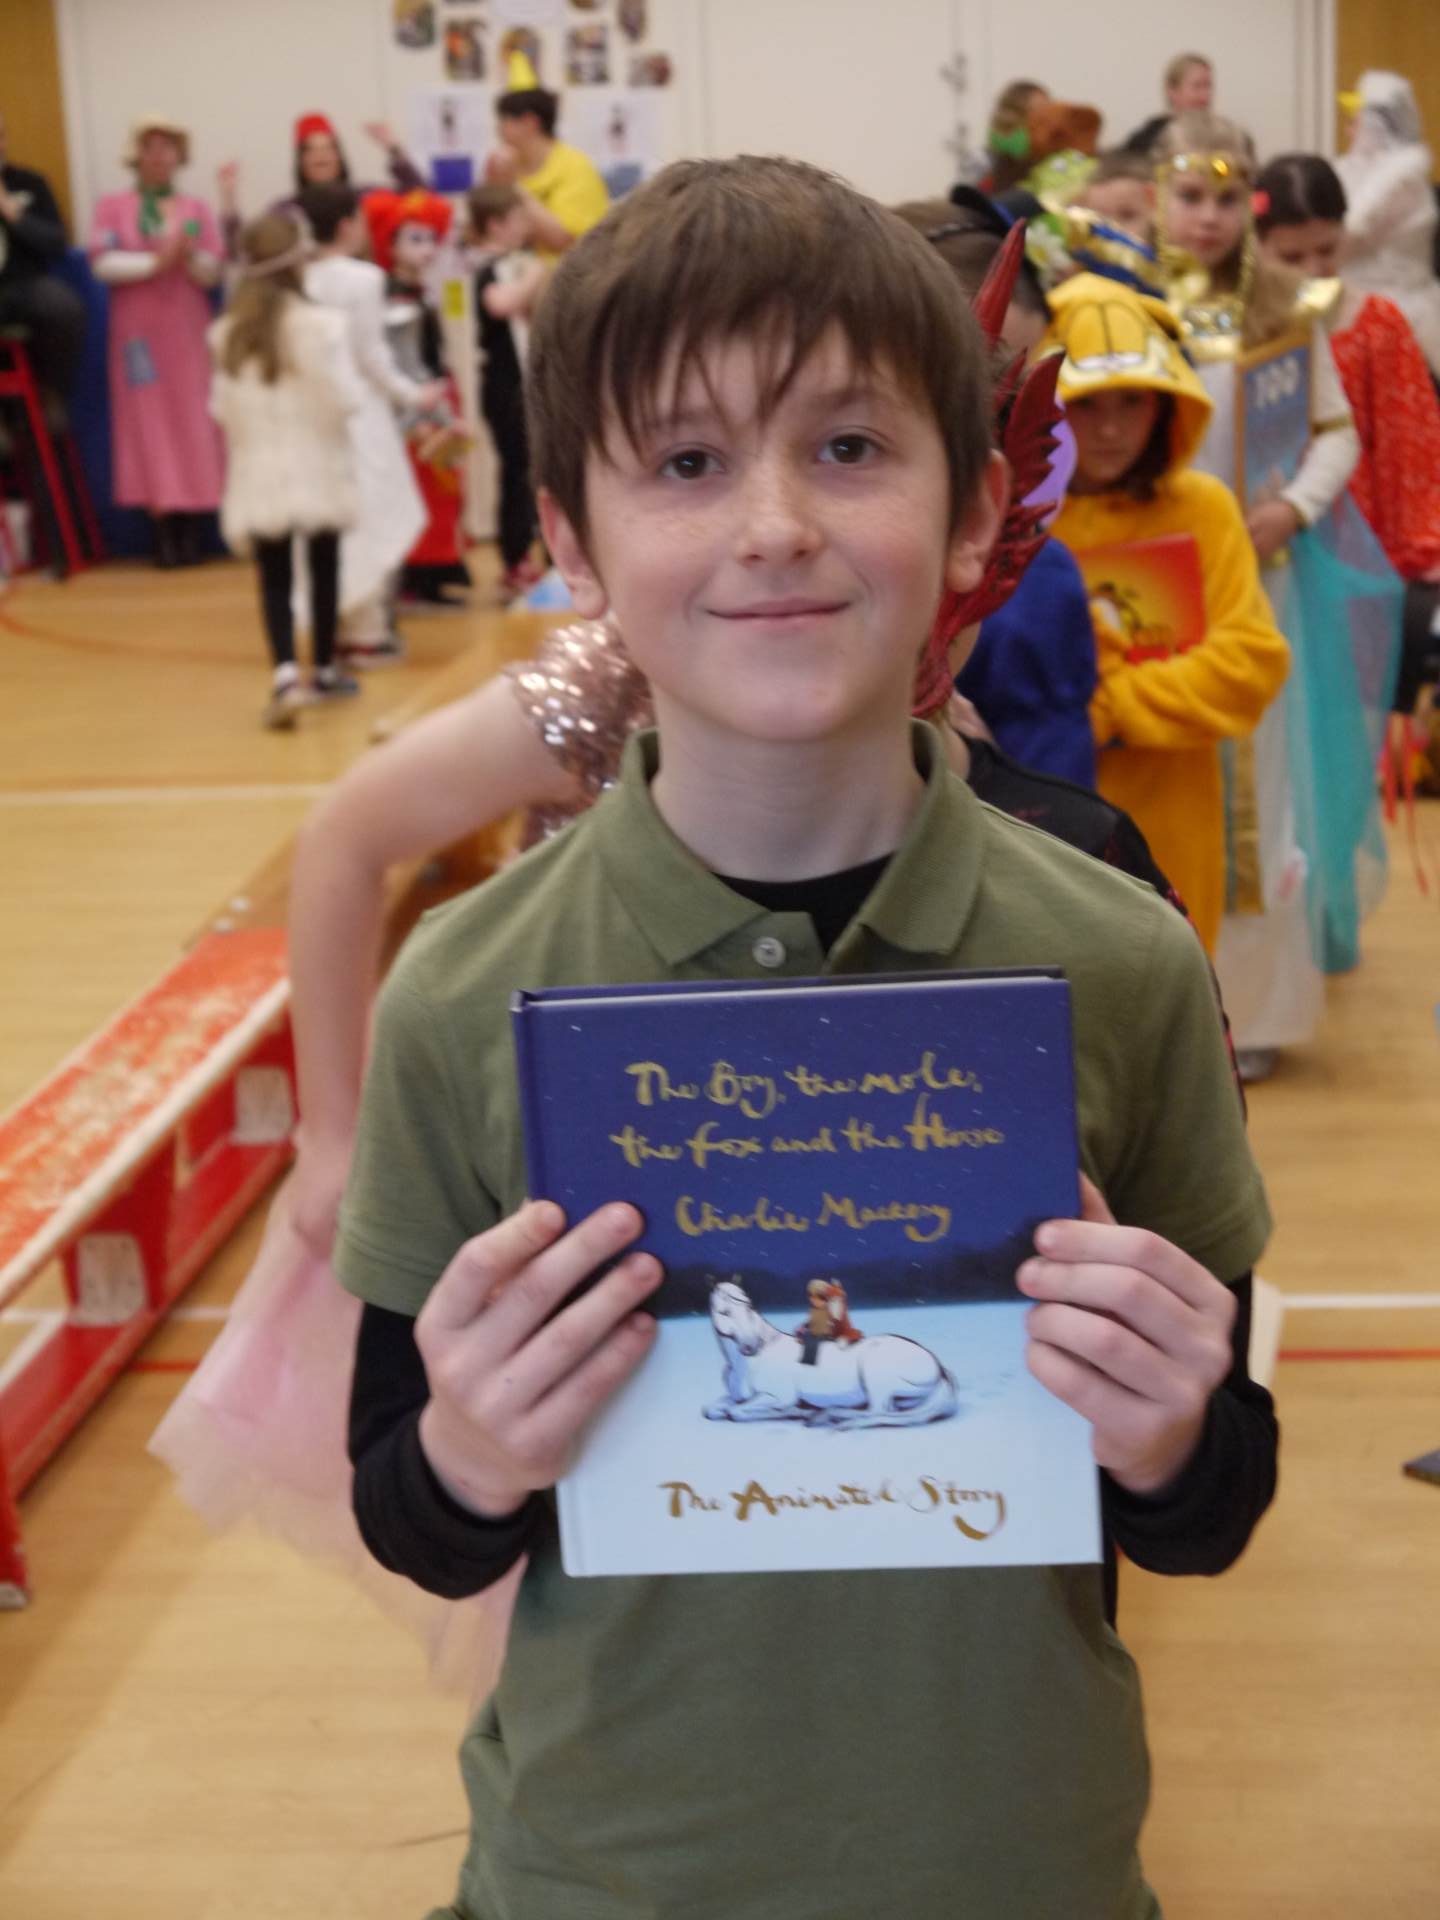 The Boy, the mole,
the fox and the Horse
Charlie Mackesy
The Animated Story